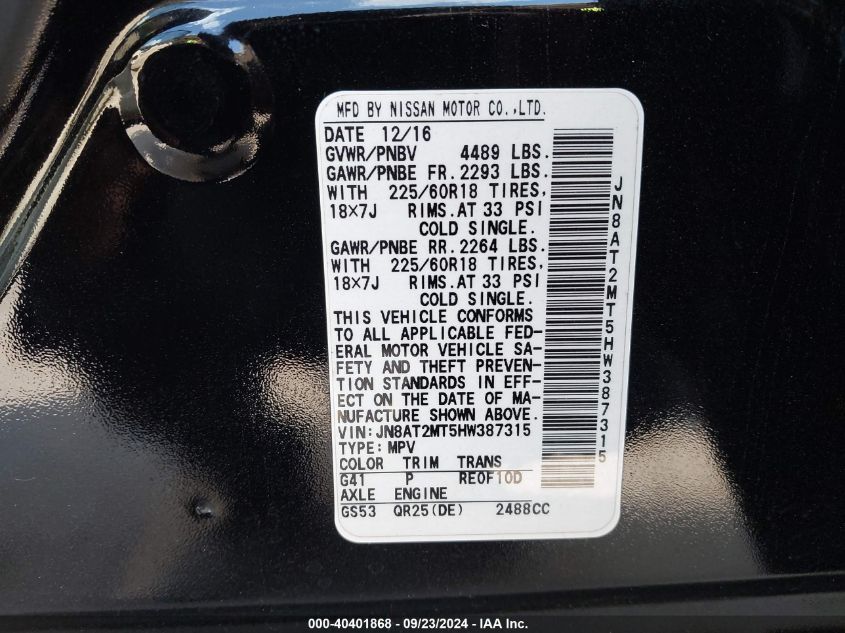 MFD BY NISSAN MOTOR CO.,LTD.
DATE 12/16
GVWR/PNBV 4489 LBS.
GAWR/PNBE FR. 2293 LBS.
WITH 225/60R18 TIRES,
18×7J RIMS. AT 33 PSI
COLD SINGLE.
GAWR/PNBE RR. 2264 LBS.
WITH 225/60R18 TIRES,
18×7J RIMS. AT 33 PSI
COLD SINGLE.
THIS VEHICLE CONFORMS
TO ALL APPLICABLE FED-
ERAL MOTOR VEHICLE SA-
FETY AND THEFT PREVEN-
TION STANDARDS IN EFF-
ECT ON THE DATE OF MA-
NUFACTURE SHOWN ABOVE.
VIN:JN8AT2MT5HW387315
TYPE: MPV
COLOR TRIM TRANS
G41 P RE0F10D
AXLE ENGINE
GS53 QR25(DE) 2488CC
JN8AT2MT5HW387315
000-40401868 - 09/23/2024 - IAA Inc.